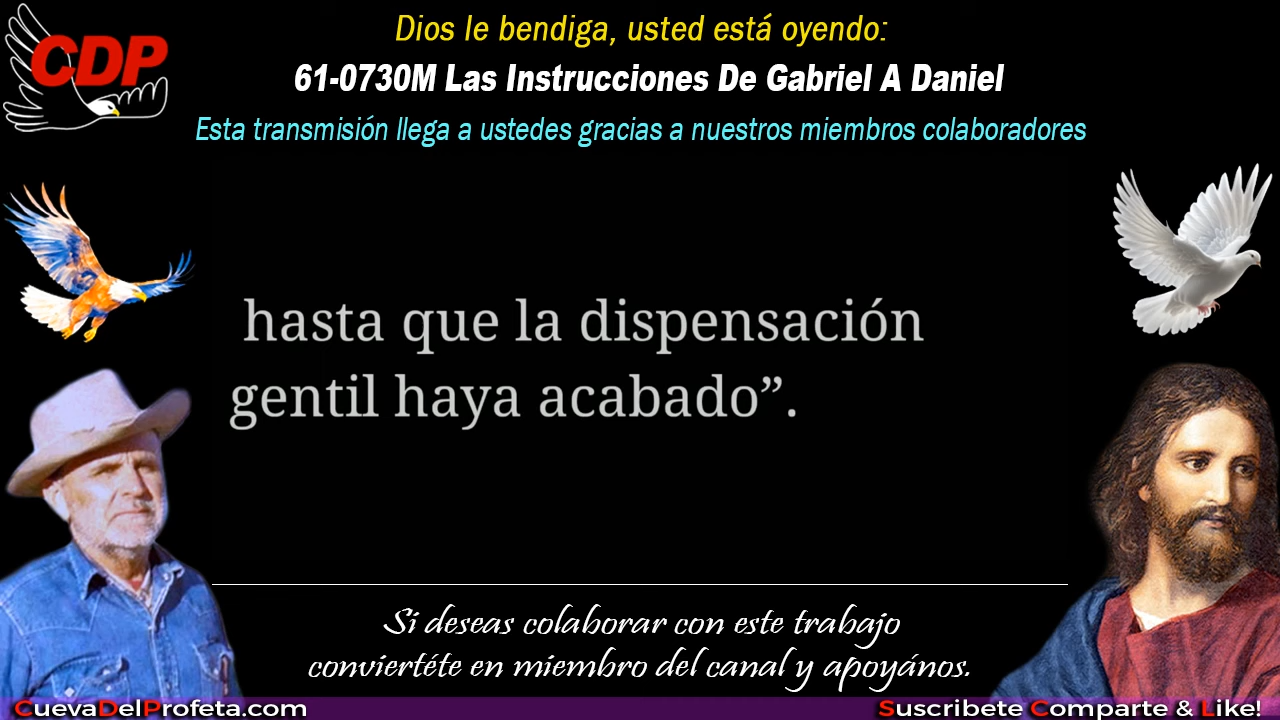 CDP
Dios le bendiga, usted está oyendo:
61-0730M Las Instrucciones De Gabriel A Daniel
Esta transmisión llega a ustedes gracias a nuestros miembros colaboradores
hasta que la dispensación
gentil haya acabado”.
Si deseas colaborar con este trabajo
conviertéte en miembro del canal y apoyános.
CuevaDelProfeta.com
Suscribete Comparte & Like!